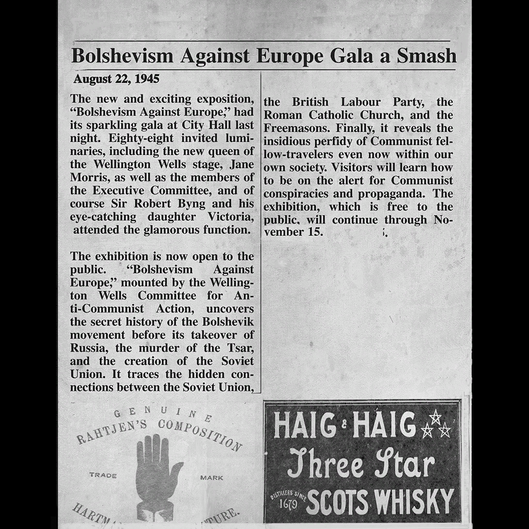 Bolshevism Against Europe Gala a Smash
August 22, 1945
The new and exciting exposition,
“Bolshevism Against Europe,” had
its sparkling gala at City Hall last
night. Eighty-eight invited lumi-
naries, including the new queen of
the Wellington Wells stage, Jane
Morris, as well as the members of
the Executive Committee, and of
course Sir Robert Byng and his
eye-catching daughter Victoria,
attended the glamorous function.
The exhibition is now open to the
public. “Bolshevism Against
Europe,” mounted by the Welling-
ton Wells Committee for An-
ti-Communist Action, uncovers
the secret history of the Bolshevik
movement before its takeover of
Russia, the murder of the Tsar,
and the creation of the Soviet
Union. It traces the hidden con-
nections between the Soviet Union,
the British Labour Party, the
Roman Catholic Church, and the
Freemasons. Finally, it reveals the
insidious perfidy of Communist fel-
low-travelers even now within our
own society. Visitors will learn how
to be on the alert for Communist
conspiracies and propaganda. The
exhibition, which is free to the
public, will continue through No-
vember 15.
GENUINE
RAHTJEN'S COMPOSITION
TRADE MARK
HAIG & HAIG
Three Star
DISTILLERS SINCE
1679
SCOTS WHISKY